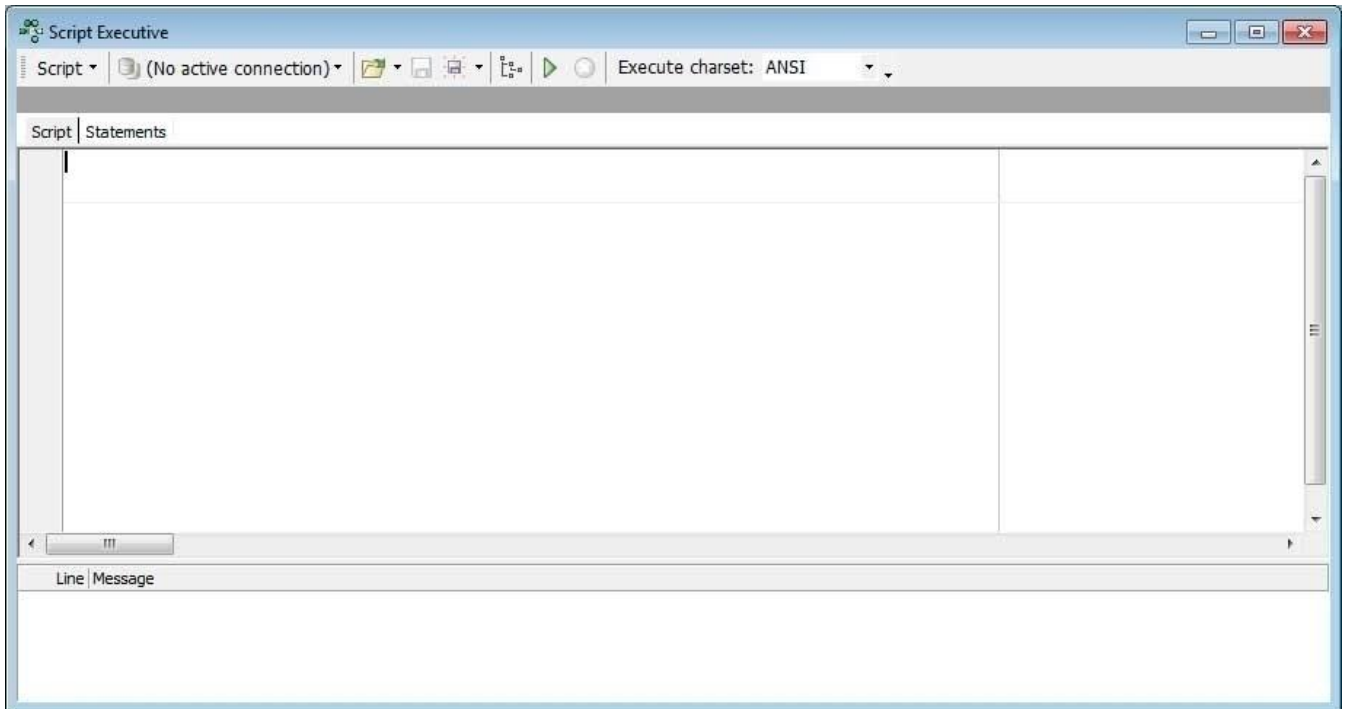 Script Executive
Script (No active connection) Execute charset: ANSI
Script Statements
Line Message